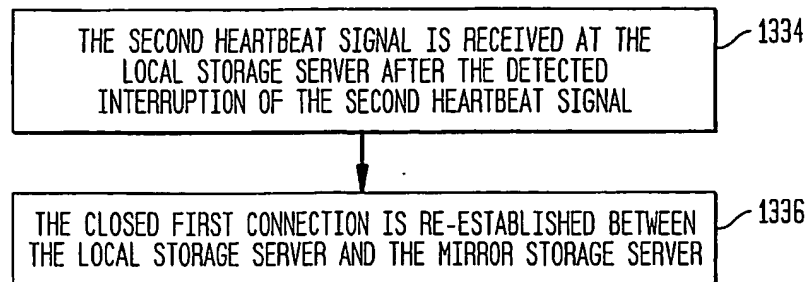 THE SECOND HEARTBEAT SIGNAL IS RECEIVED AT THE
LOCAL STORAGE SERVER AFTER THE DETECTED
INTERRUPTION OF THE SECOND HEARTBEAT SIGNAL
1334
THE CLOSED FIRST CONNECTION IS RE-ESTABLISHED BETWEEN
THE LOCAL STORAGE SERVER AND THE MIRROR STORAGE SERVER
1336